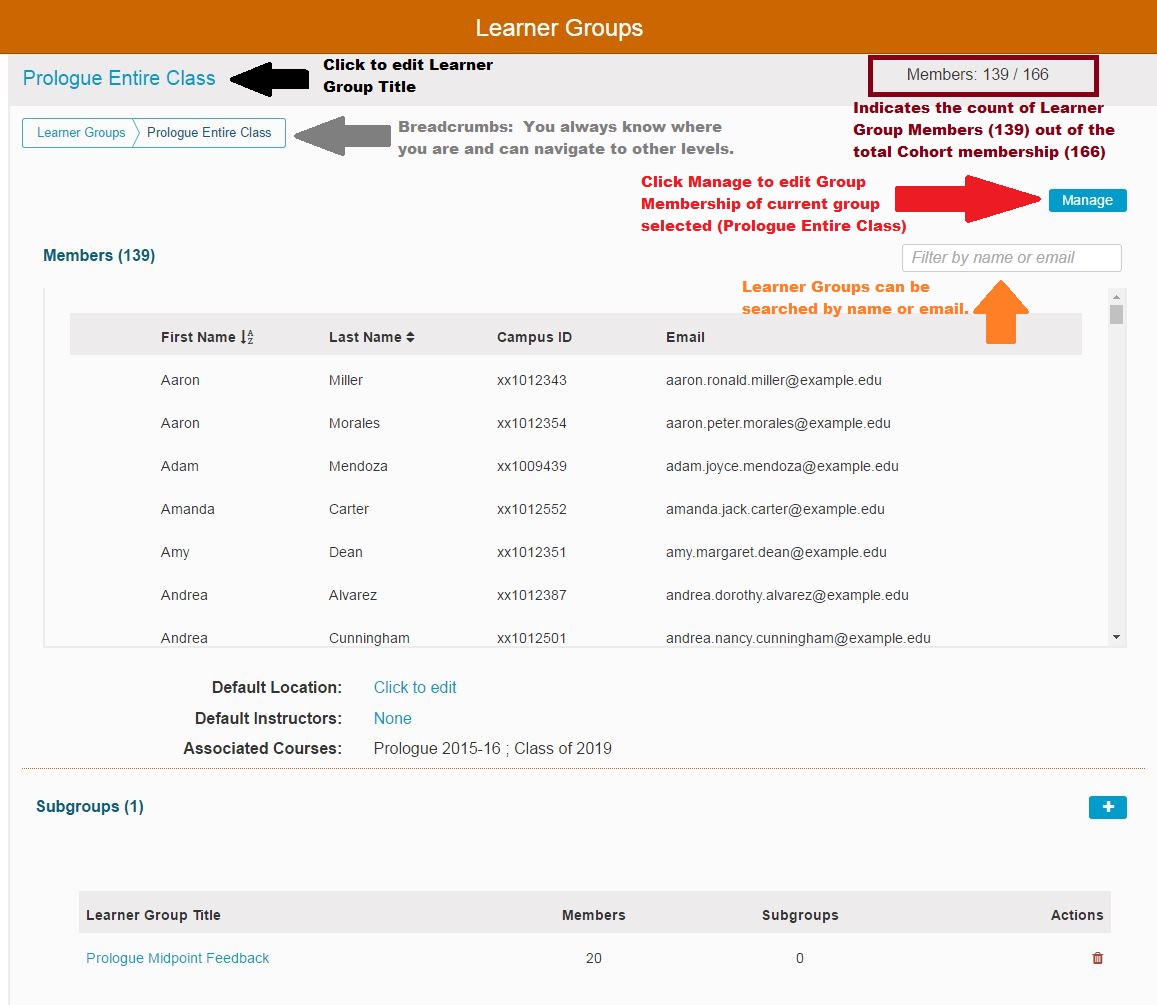 Learner Groups
Prologue Entire Class
Click to edit Learner
Group Title
Members: 139 / 166
Indicates the count of Learner
Group Members (139) out of the
total Cohort membership (166)
Learner Groups
Prologue Entire Class
Breadcrumbs:  You always know where
you are and can navigate to other levels.
Click Manage to edit Group
Membership of current group
selected (Prologue Entire Class)
Manage
Members (139)
Filter by name or email
Learner Groups can be
searched by name or email.
First Name Last Name Campus ID Email
Aaron Miller xx1012343 aaron.ronald.miller@example.edu
Aaron Morales xx1012354 aaron.peter.morales@example.edu
Adam Mendoza xx1009439 adam.joyce.mendoza@example.edu
Amanda Carter xx1012552 amanda.jack.carter@example.edu
Amy Dean xx1012351 amy.margaret.dean@example.edu
Andrea Alvarez xx1012387 andrea.dorothy.alvarez@example.edu
Andrea Cunningham xx1012501 andrea.nancy.cunningham@example.edu
Default Location: Click to edit
Default Instructors: None
Associated Courses: Prologue 2015-16 ; Class of 2019
Subgroups (1)
+
Learner Group Title Members Subgroups Actions
Prologue Midpoint Feedback 20 0